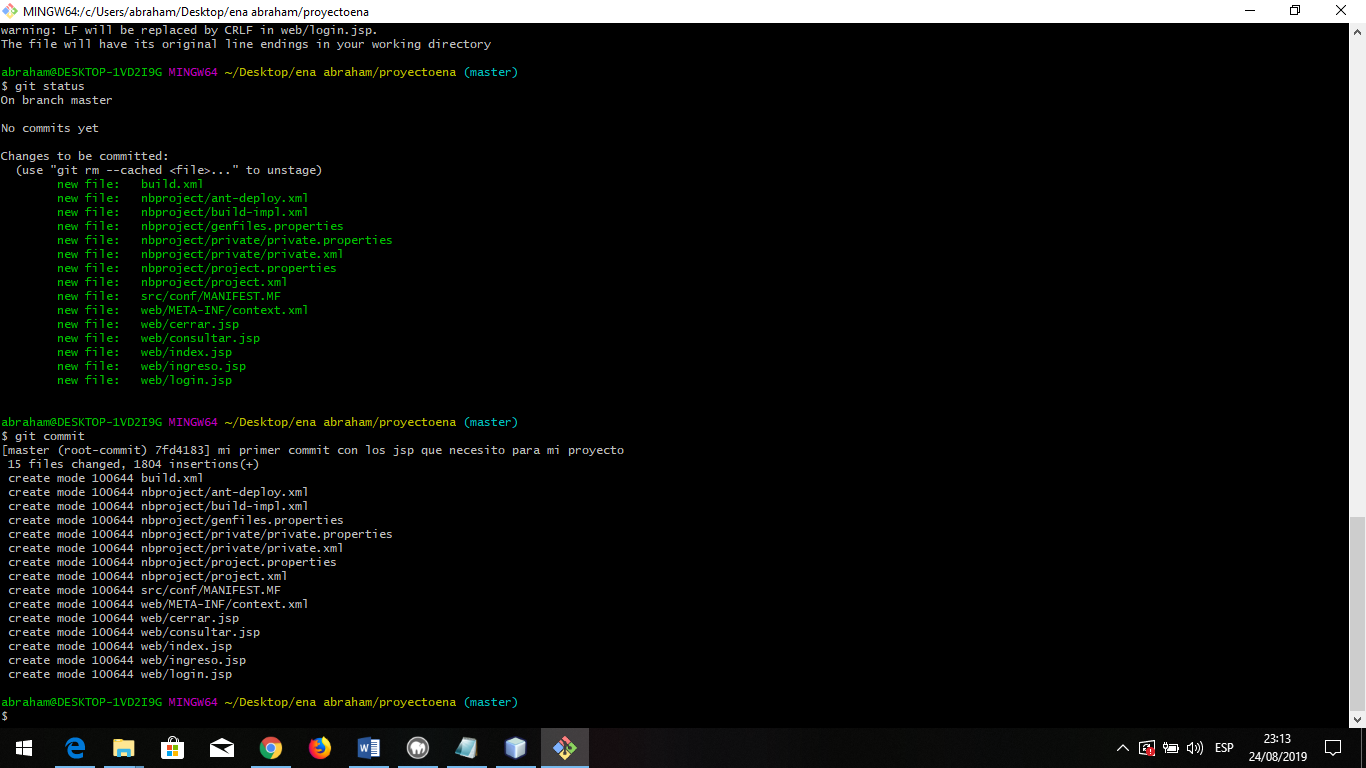 MINGW64:/c/Users/abraham/Desktop/ena abraham/proyectoena
warning: LF will be replaced by CRLF in web/login.jsp.
The file will have its original line endings in your working directory
abraham@DESKTOP-1VD2I9G MINGW64 ~/Desktop/ena abraham/proyectoena (master)
$ git status
On branch master
No commits yet
Changes to be committed:
  (use "git rm --cached <file>..." to unstage)
        new file:   build.xml
        new file:   nbproject/ant-deploy.xml
        new file:   nbproject/build-impl.xml
        new file:   nbproject/genfiles.properties
        new file:   nbproject/private/private.properties
        new file:   nbproject/private/private.xml
        new file:   nbproject/project.properties
        new file:   nbproject/project.xml
        new file:   src/conf/MANIFEST.MF
        new file:   web/META-INF/context.xml
        new file:   web/cerrar.jsp
        new file:   web/consultar.jsp
        new file:   web/index.jsp
        new file:   web/ingreso.jsp
        new file:   web/login.jsp
abraham@DESKTOP-1VD2I9G MINGW64 ~/Desktop/ena abraham/proyectoena (master)
$ git commit
[master (root-commit) 7fd4183] mi primer commit con los jsp que necesito para mi proyecto
 15 files changed, 1804 insertions(+)
 create mode 100644 build.xml
 create mode 100644 nbproject/ant-deploy.xml
 create mode 100644 nbproject/build-impl.xml
 create mode 100644 nbproject/genfiles.properties
 create mode 100644 nbproject/private/private.properties
 create mode 100644 nbproject/private/private.xml
 create mode 100644 nbproject/project.properties
 create mode 100644 nbproject/project.xml
 create mode 100644 src/conf/MANIFEST.MF
 create mode 100644 web/META-INF/context.xml
 create mode 100644 web/cerrar.jsp
 create mode 100644 web/consultar.jsp
 create mode 100644 web/index.jsp
 create mode 100644 web/ingreso.jsp
 create mode 100644 web/login.jsp
abraham@DESKTOP-1VD2I9G MINGW64 ~/Desktop/ena abraham/proyectoena (master)
$
ESP
23:13
24/08/2019